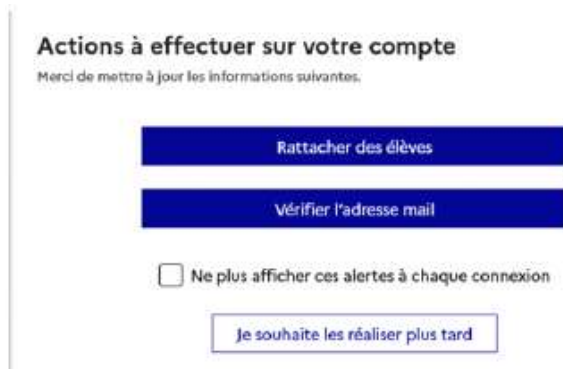 Actions à effectuer sur votre compte
Merci de mettre à jour les informations suivantes.
Rattacher des élèves
Vérifier l'adresse mail
Ne plus afficher ces alertes à chaque connexion
Je souhaite les réaliser plus tard